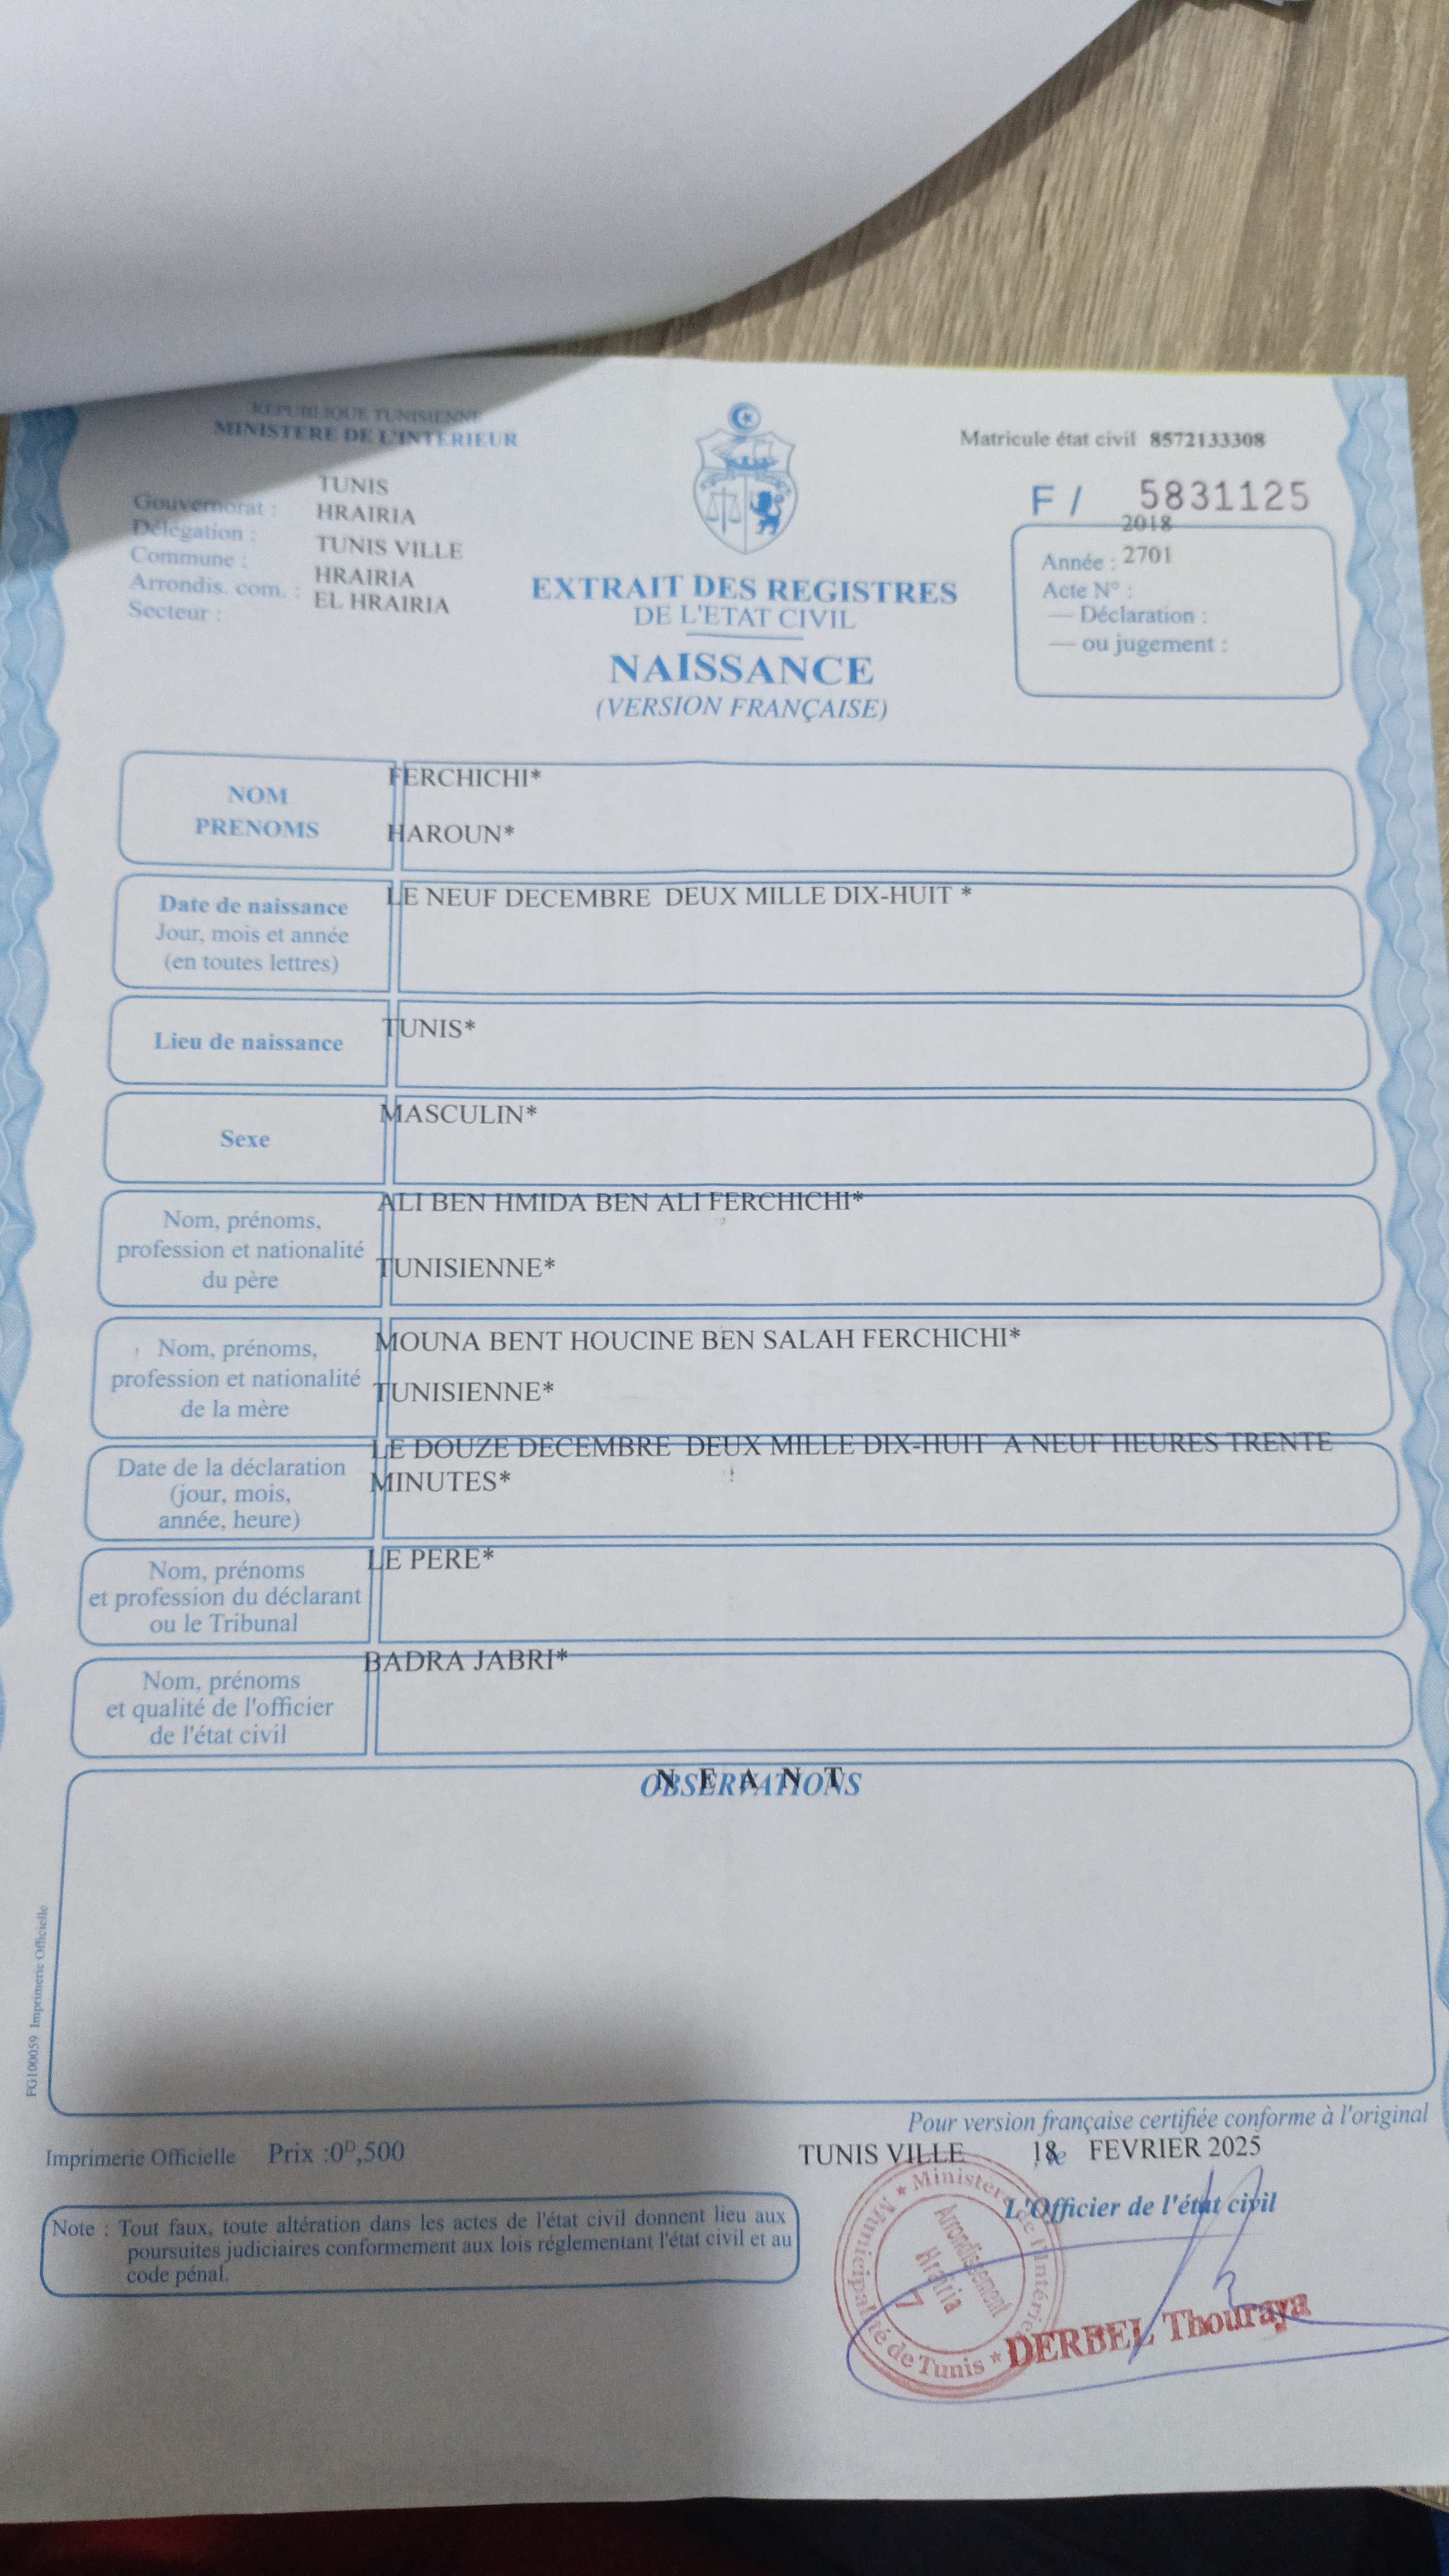 REPUBLIQUE TUNISIENNE
MINISTERE DE L'INTERIEUR
Gouvernorat : TUNIS
Délégation : HRAIRIA
Commune : TUNIS VILLE
Arrondis. com. : HRAIRIA
Secteur : EL HRAIRIA
Matricule état civil 8572133308
F / 5831125
2018
Année : 2701
Acte N° :
— Déclaration :
— ou jugement :
EXTRAIT DES REGISTRES
DE L'ETAT CIVIL
NAISSANCE
(VERSION FRANÇAISE)
NOM
PRENOMS
FERCHICHI*
HAROUN*
Date de naissance
Jour, mois et année
(en toutes lettres)
LE NEUF DECEMBRE DEUX MILLE DIX-HUIT *
Lieu de naissance
TUNIS*
Sexe
MASCULIN*
Nom, prénoms,
profession et nationalité
du père
ALI BEN HMIDA BEN ALI FERCHICHI*
TUNISIENNE*
Nom, prénoms,
profession et nationalité
de la mère
MOUNA BENT HOUCINE BEN SALAH FERCHICHI*
TUNISIENNE*
Date de la déclaration
(jour, mois,
année, heure)
LE DOUZE DECEMBRE DEUX MILLE DIX-HUIT A NEUF HEURES TRENTE
MINUTES*
Nom, prénoms
et profession du déclarant
ou le Tribunal
LE PERE*
Nom, prénoms
et qualité de l'officier
de l'état civil
BADRA JABRI*
OBSERVATIONS
N E A N T
FG100059 Imprimerie Officielle
Pour version française certifiée conforme à l'original
Imprimerie Officielle Prix :0ᴰ,500
TUNIS VILLE , le 18 FEVRIER 2025
L'Officier de l'état civil
Note : Tout faux, toute altération dans les actes de l'état civil donnent lieu aux
poursuites judiciaires conformement aux lois réglementant l'état civil et au
code pénal.
* Ministère de l'Intérieur * Municipalité de Tunis
Arrondissement
Hrairia
7
DERBEL Thouraya